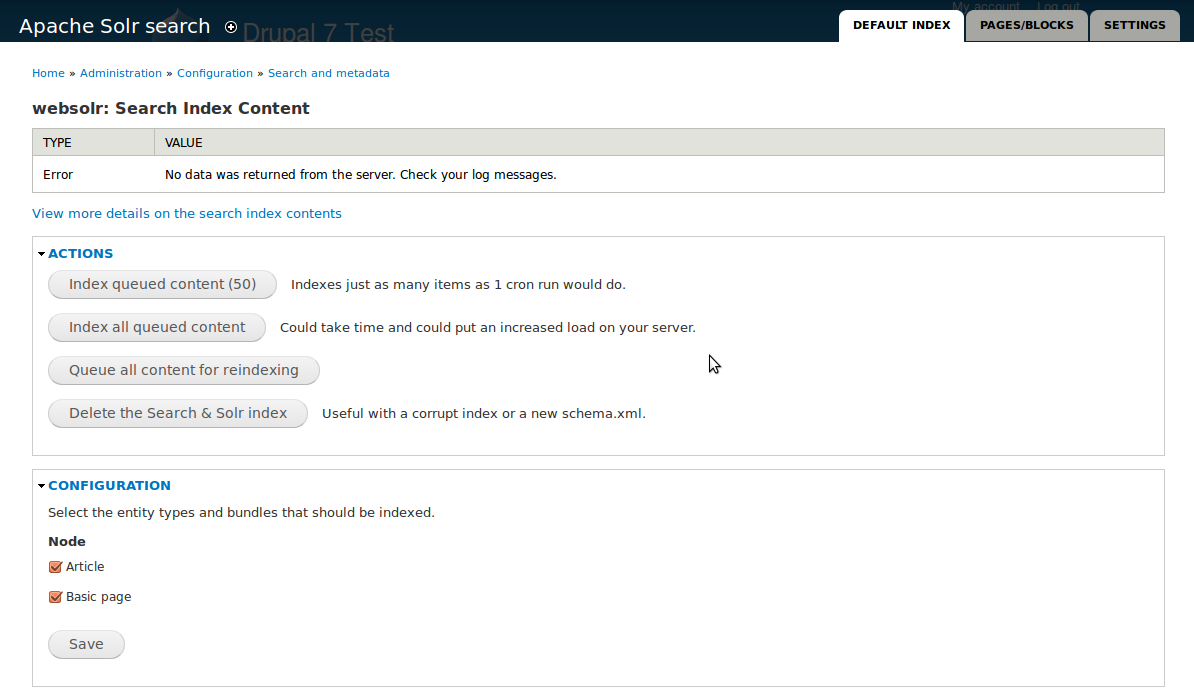 My account Log out
Apache Solr search Drupal 7 Test
DEFAULT INDEX PAGES/BLOCKS SETTINGS
Home » Administration » Configuration » Search and metadata
websolr: Search Index Content
TYPE VALUE
Error No data was returned from the server. Check your log messages.
View more details on the search index contents
ACTIONS
Index queued content (50) Indexes just as many items as 1 cron run would do.
Index all queued content Could take time and could put an increased load on your server.
Queue all content for reindexing
Delete the Search & Solr index Useful with a corrupt index or a new schema.xml.
CONFIGURATION
Select the entity types and bundles that should be indexed.
Node
Article
Basic page
Save